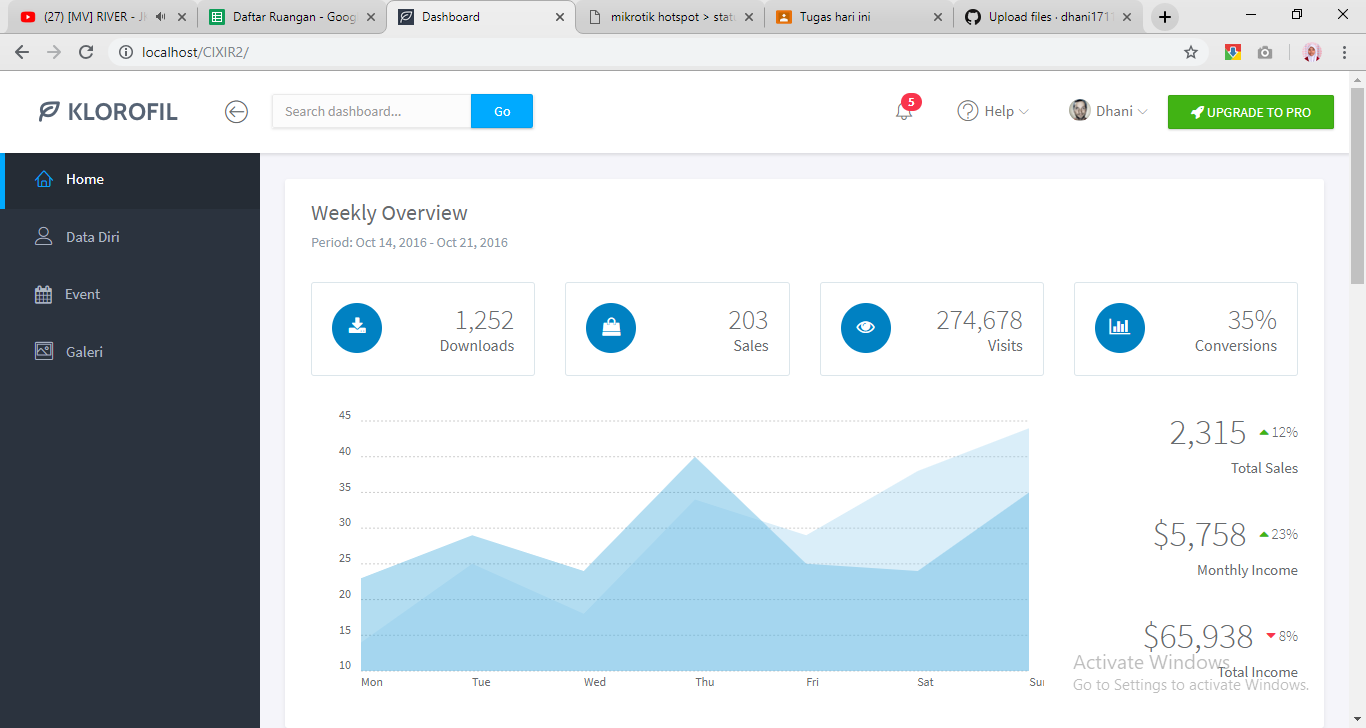 (27) [MV] RIVER - J
Daftar Ruangan - Goog
Dashboard
mikrotik hotspot > statu
Tugas hari ini
Upload files · dhani171
localhost/CIXIR2/
KLOROFIL
Search dashboard...
Go
5
Help
Dhani
UPGRADE TO PRO
Home
Data Diri
Event
Galeri
Weekly Overview
Period: Oct 14, 2016 - Oct 21, 2016
1,252
Downloads
203
Sales
274,678
Visits
35%
Conversions
45
40
35
30
25
20
15
10
Mon Tue Wed Thu Fri Sat Sun
2,315 12%
Total Sales
$5,758 23%
Monthly Income
$65,938 8%
Total Income
Activate Windows
Go to Settings to activate Windows.